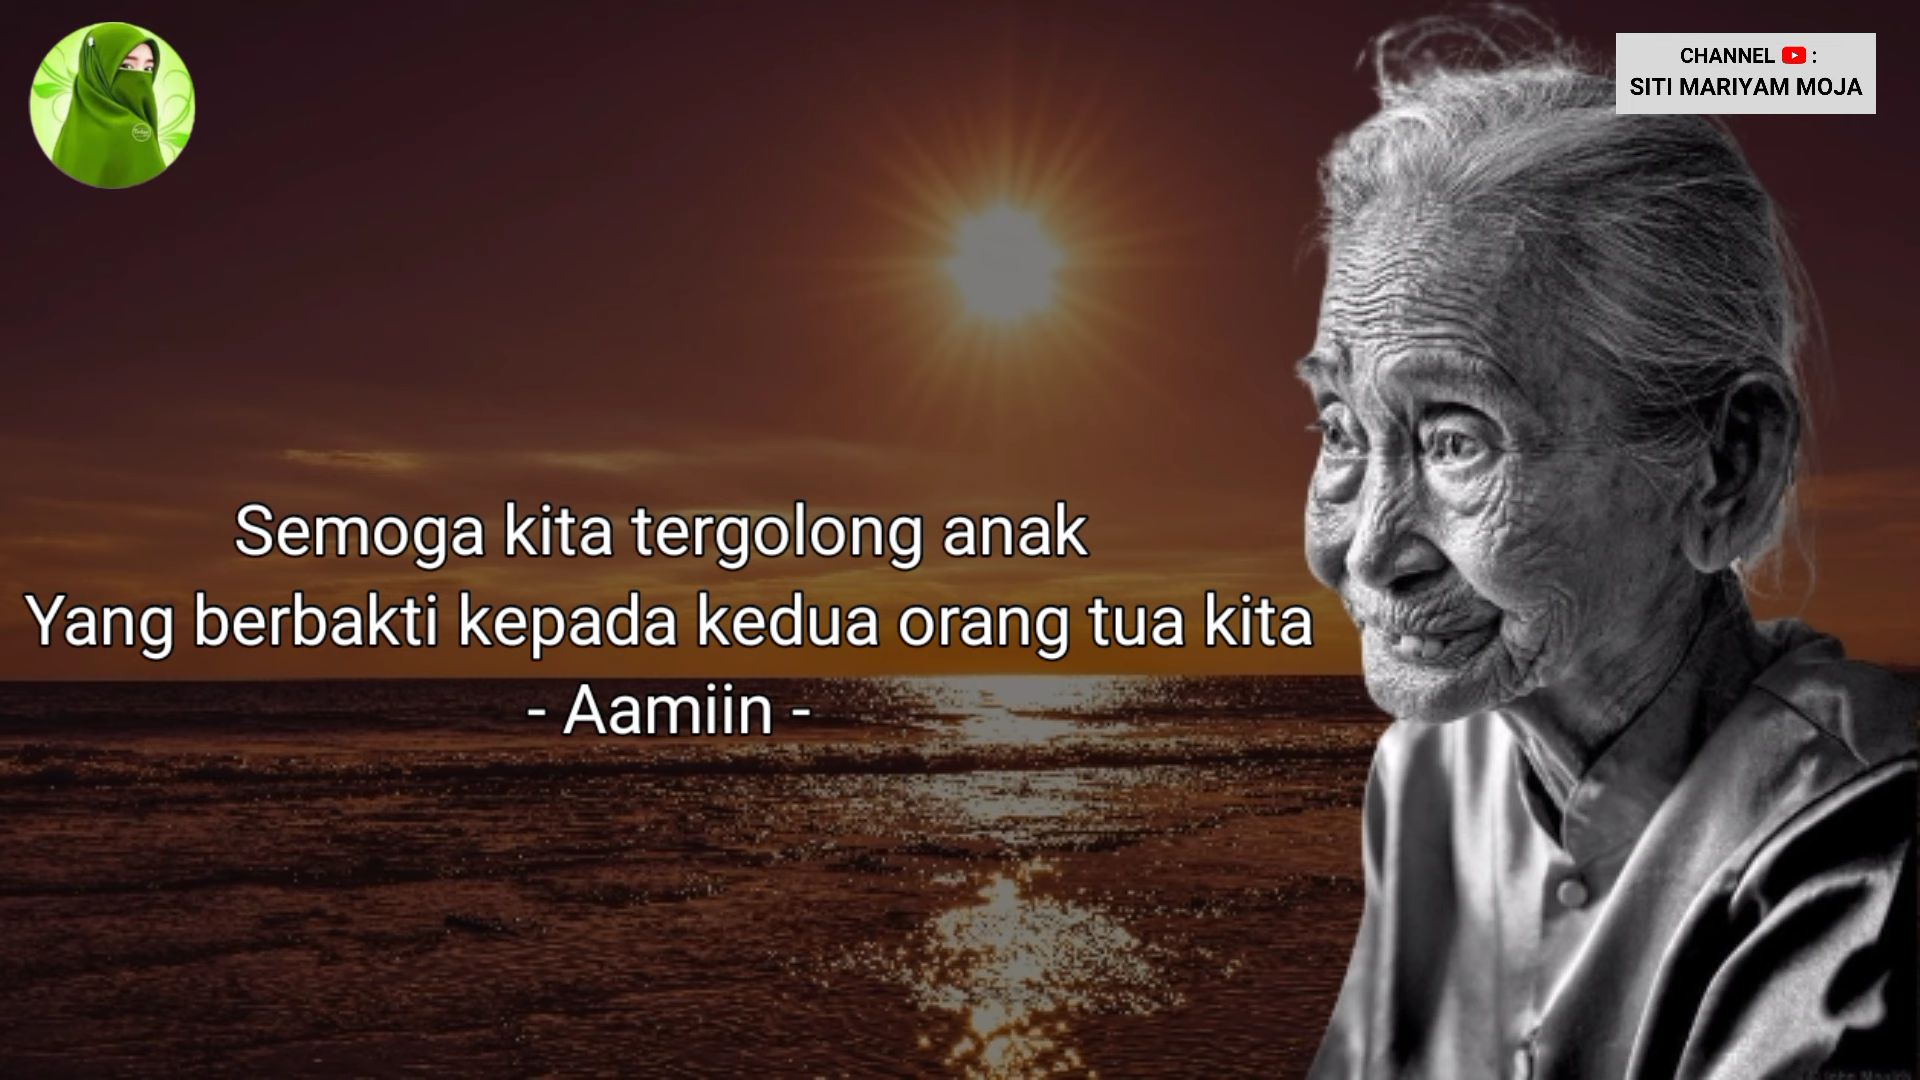 CHANNEL :
SITI MARIYAM MOJA
Semoga kita tergolong anak
Yang berbakti kepada kedua orang tua kita
- Aamiin -